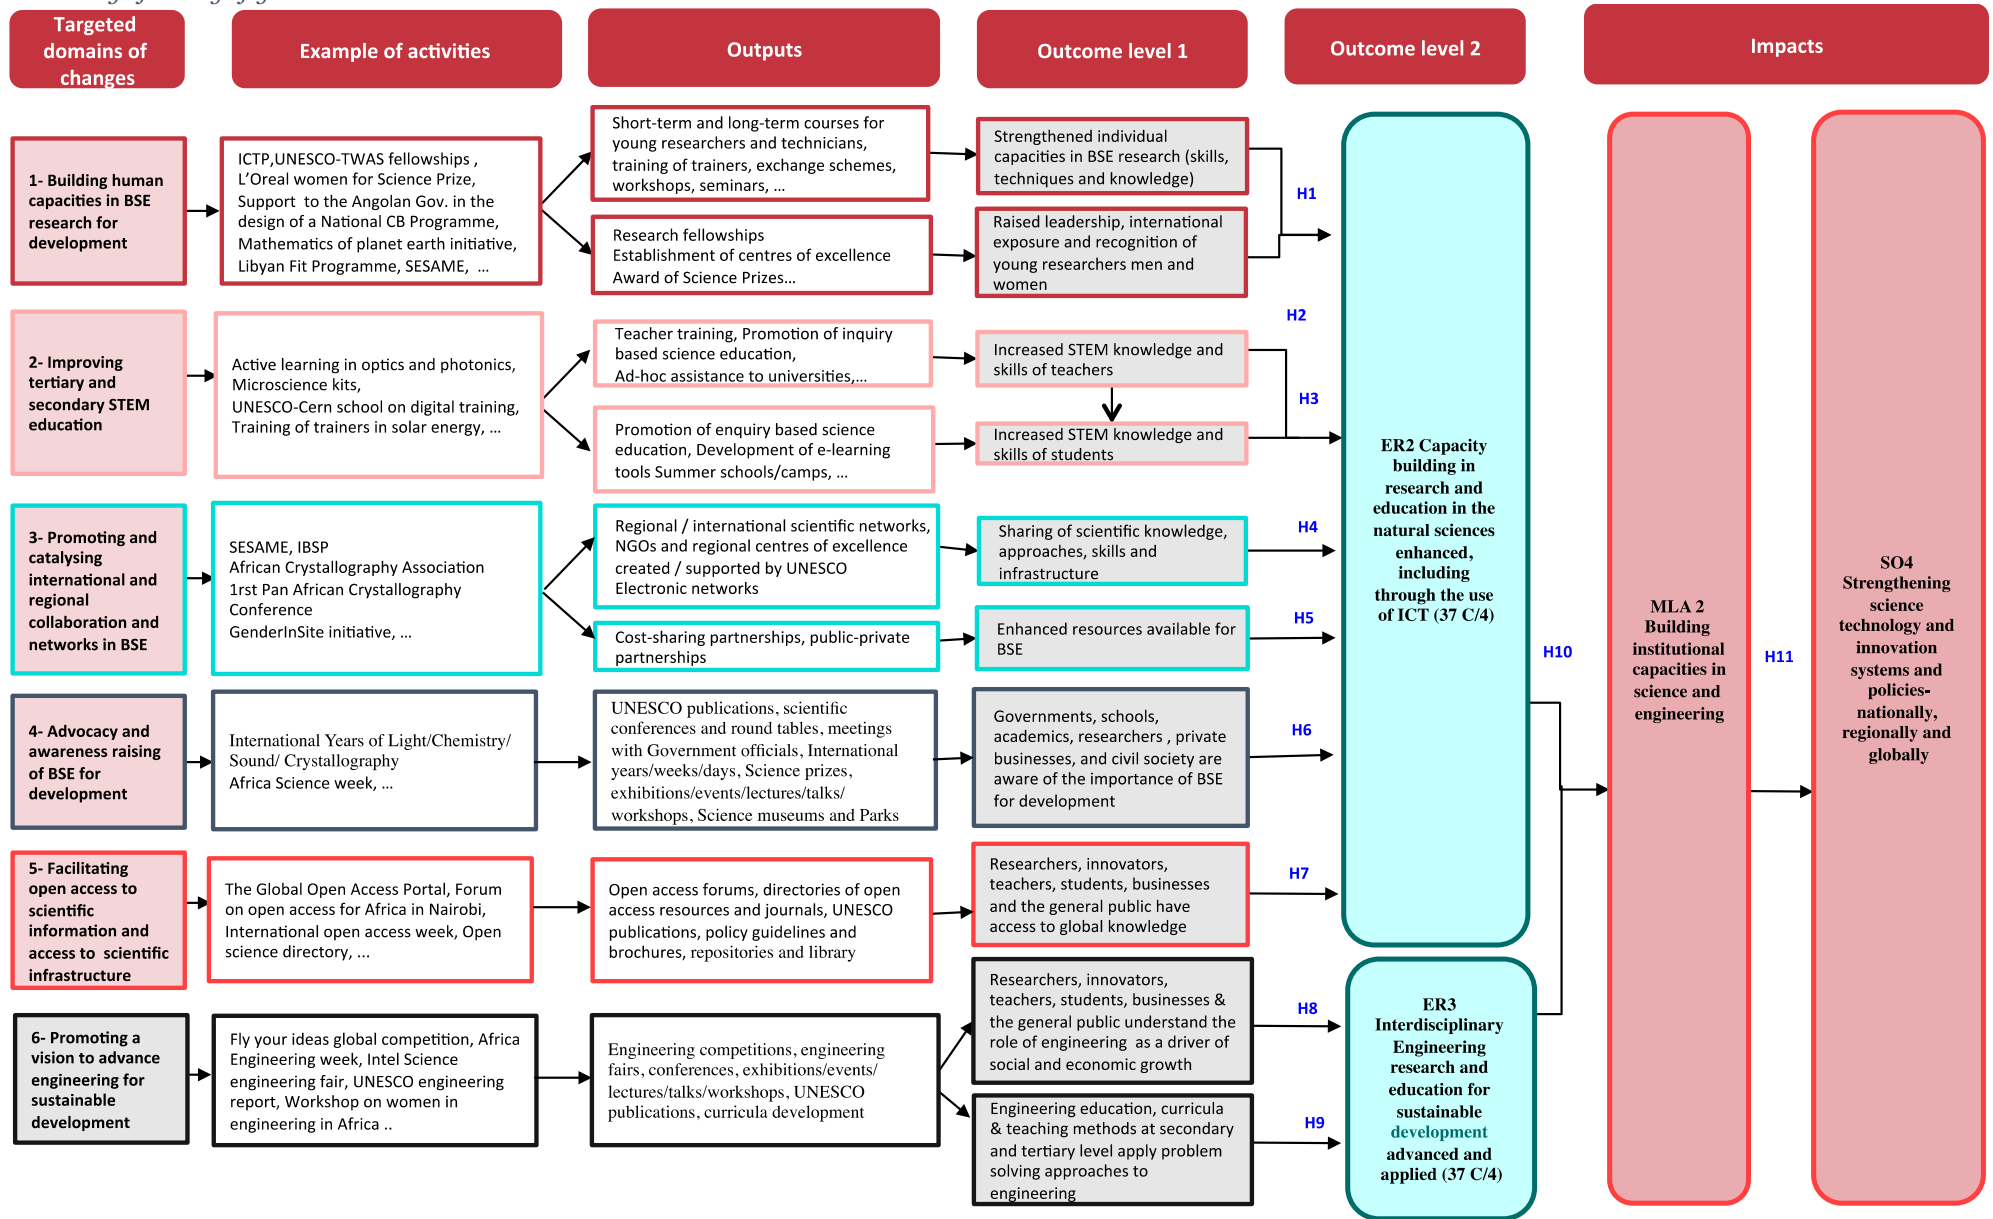 Targeted
domains of
changes
Example of activities
Outputs
Outcome level 1
Outcome level 2
Impacts
1- Building human
capacities in BSE
research for
development
ICTP,UNESCO-TWAS fellowships ,
L’Oreal women for Science Prize,
Support to the Angolan Gov. in the
design of a National CB Programme,
Mathematics of planet earth initiative,
Libyan Fit Programme, SESAME, ...
Short-term and long-term courses for
young researchers and technicians,
training of trainers, exchange schemes,
workshops, seminars, ...
Research fellowships
Establishment of centres of excellence
Award of Science Prizes...
Strengthened individual
capacities in BSE research (skills,
techniques and knowledge)
Raised leadership, international
exposure and recognition of
young researchers men and
women
H1
2- Improving
tertiary and
secondary STEM
education
Active learning in optics and photonics,
Microscience kits,
UNESCO-Cern school on digital training,
Training of trainers in solar energy, ...
Teacher training, Promotion of inquiry
based science education,
Ad-hoc assistance to universities,...
Promotion of enquiry based science
education, Development of e-learning
tools Summer schools/camps, ...
Increased STEM knowledge and
skills of teachers
Increased STEM knowledge and
skills of students
H2
H3
3- Promoting and
catalysing
international and
regional
collaboration and
networks in BSE
SESAME, IBSP
African Crystallography Association
1rst Pan African Crystallography
Conference
GenderInSite initiative, ...
Regional / international scientific networks,
NGOs and regional centres of excellence
created / supported by UNESCO
Electronic networks
Cost-sharing partnerships, public-private
partnerships
Sharing of scientific knowledge,
approaches, skills and
infrastructure
Enhanced resources available for
BSE
H4
H5
4- Advocacy and
awareness raising
of BSE for
development
International Years of Light/Chemistry/
Sound/ Crystallography
Africa Science week, ...
UNESCO publications, scientific
conferences and round tables, meetings
with Government officials, International
years/weeks/days, Science prizes,
exhibitions/events/lectures/talks/
workshops, Science museums and Parks
Governments, schools,
academics, researchers , private
businesses, and civil society are
aware of the importance of BSE
for development
H6
5- Facilitating
open access to
scientific
information and
access to scientific
infrastructure
The Global Open Access Portal, Forum
on open access for Africa in Nairobi,
International open access week, Open
science directory, ...
Open access forums, directories of open
access resources and journals, UNESCO
publications, policy guidelines and
brochures, repositories and library
Researchers, innovators,
teachers, students, businesses
and the general public have
access to global knowledge
H7
6- Promoting a
vision to advance
engineering for
sustainable
development
Fly your ideas global competition, Africa
Engineering week, Intel Science
engineering fair, UNESCO engineering
report, Workshop on women in
engineering in Africa ..
Engineering competitions, engineering
fairs, conferences, exhibitions/events/
lectures/talks/workshops, UNESCO
publications, curricula development
Researchers, innovators,
teachers, students, businesses &
the general public understand the
role of engineering as a driver of
social and economic growth
Engineering education, curricula
& teaching methods at secondary
and tertiary level apply problem
solving approaches to
engineering
H8
H9
ER2 Capacity
building in
research and
education in the
natural sciences
enhanced,
including
through the use
of ICT (37 C/4)
ER3
Interdisciplinary
Engineering
research and
education for
sustainable
development
advanced and
applied (37 C/4)
H10
MLA 2
Building
institutional
capacities in
science and
engineering
H11
SO4
Strengthening
science
technology and
innovation
systems and
policies-
nationally,
regionally and
globally